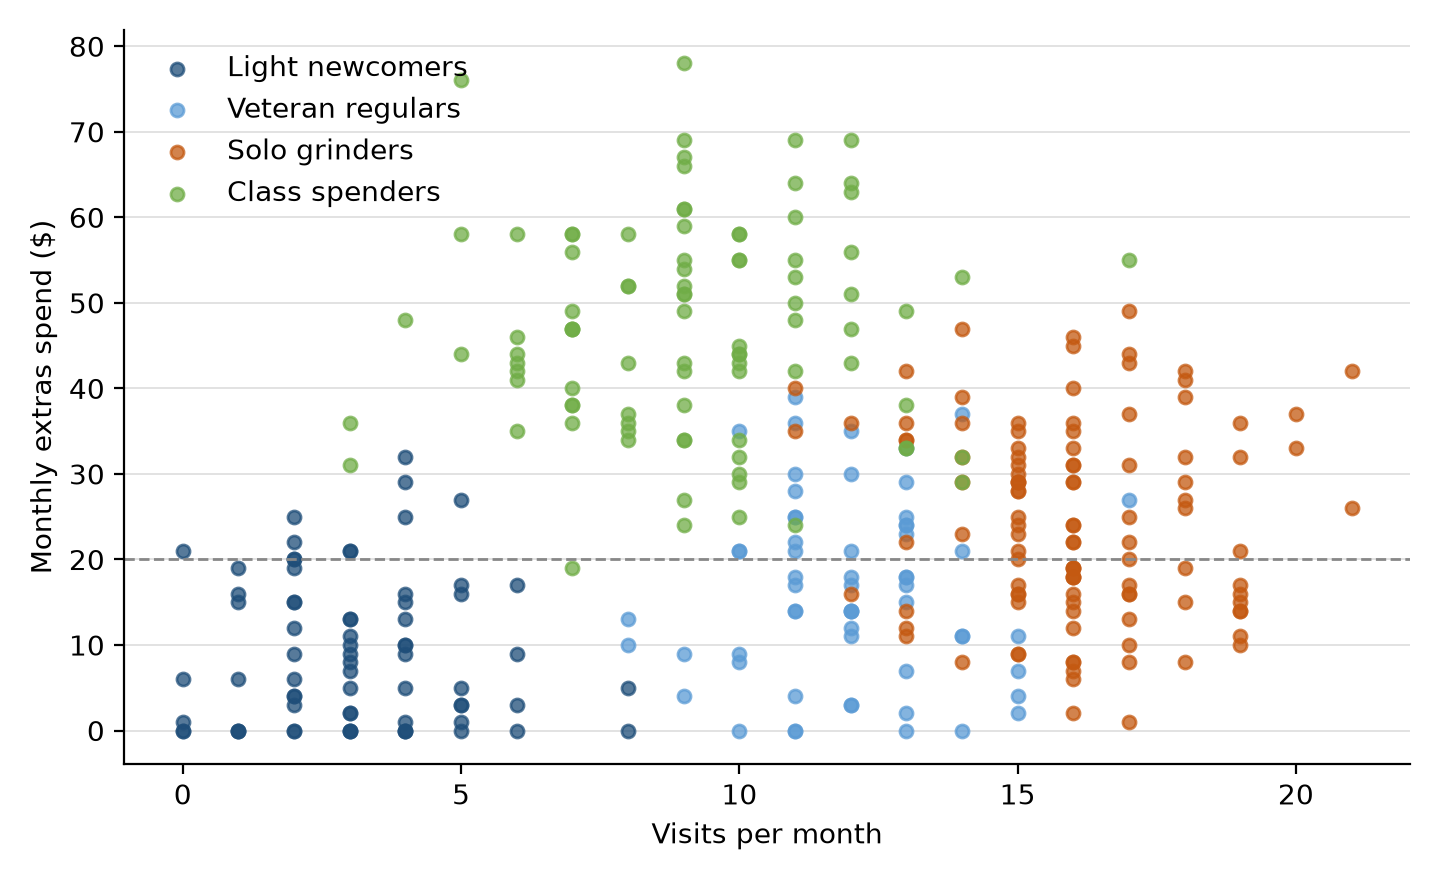 80
70
60
50
40
30
20
10
0
Monthly extras spend ($)
Light newcomers
Veteran regulars
Solo grinders
Class spenders
0 5 10 15 20
Visits per month